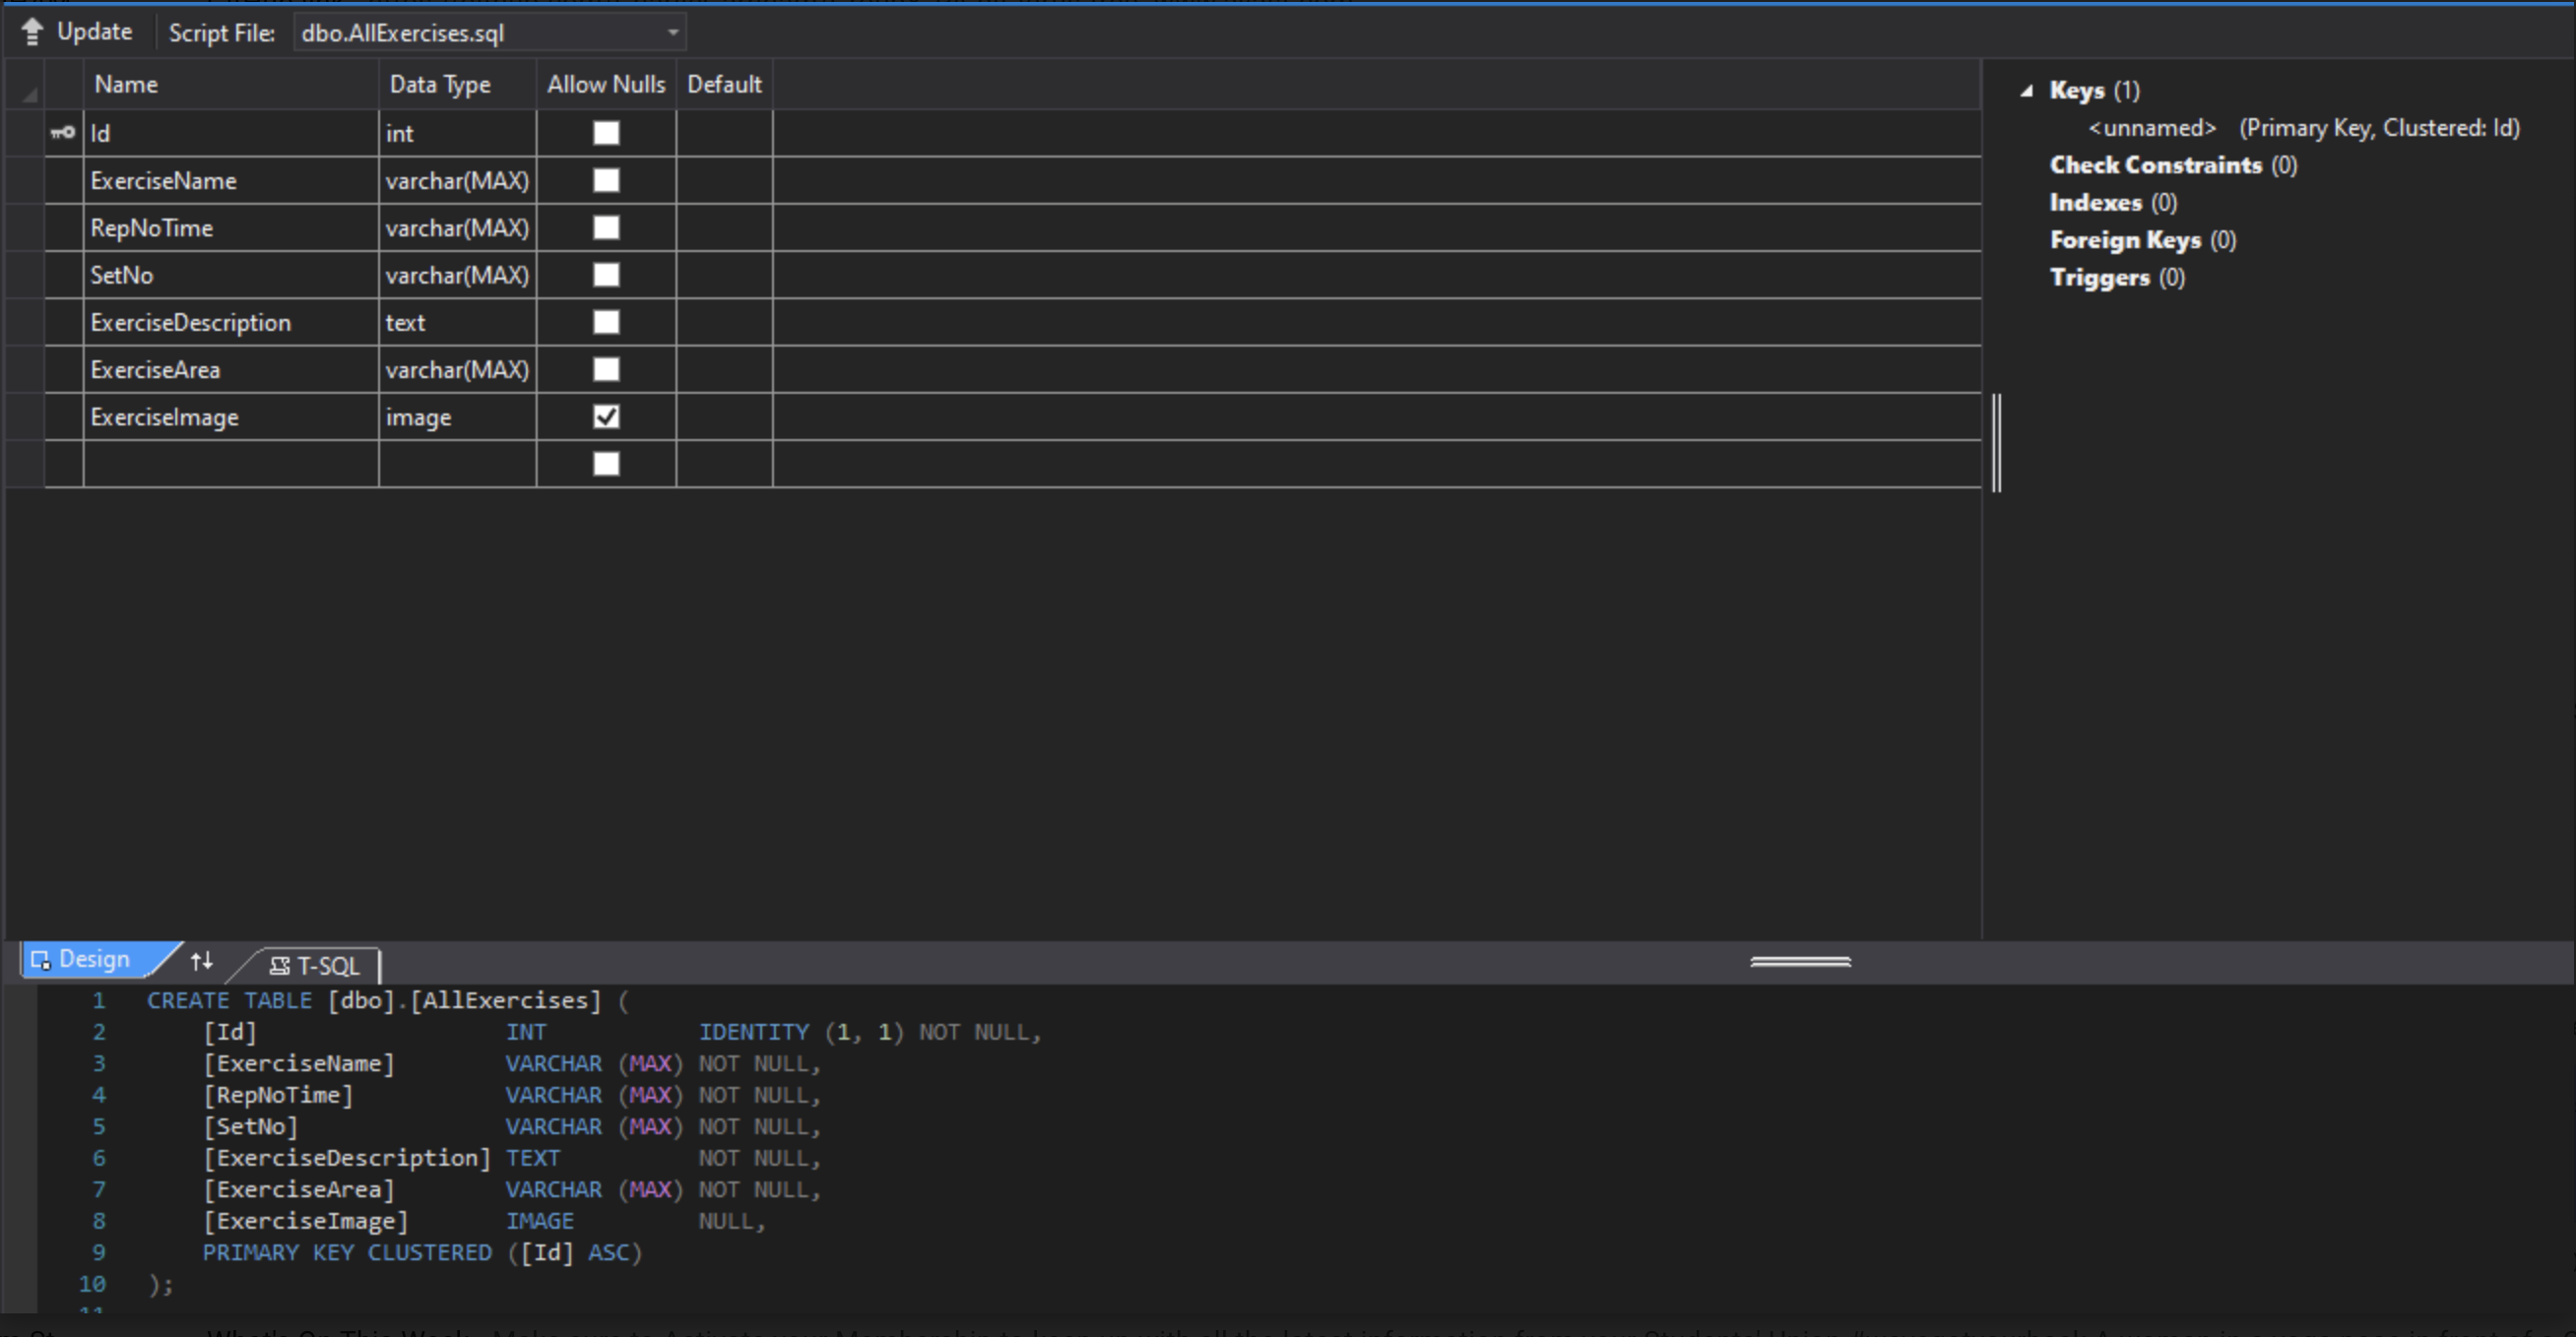 Update Script File: dbo.AllExercises.sql
Name Data Type Allow Nulls Default
Id int
ExerciseName varchar(MAX)
RepNoTime varchar(MAX)
SetNo varchar(MAX)
ExerciseDescription text
ExerciseArea varchar(MAX)
ExerciseImage image
Keys (1)
<unnamed> (Primary Key, Clustered: Id)
Check Constraints (0)
Indexes (0)
Foreign Keys (0)
Triggers (0)
Design T-SQL
1 CREATE TABLE [dbo].[AllExercises] (
2 [Id] INT IDENTITY (1, 1) NOT NULL,
3 [ExerciseName] VARCHAR (MAX) NOT NULL,
4 [RepNoTime] VARCHAR (MAX) NOT NULL,
5 [SetNo] VARCHAR (MAX) NOT NULL,
6 [ExerciseDescription] TEXT NOT NULL,
7 [ExerciseArea] VARCHAR (MAX) NOT NULL,
8 [ExerciseImage] IMAGE NULL,
9 PRIMARY KEY CLUSTERED ([Id] ASC)
10 );
11